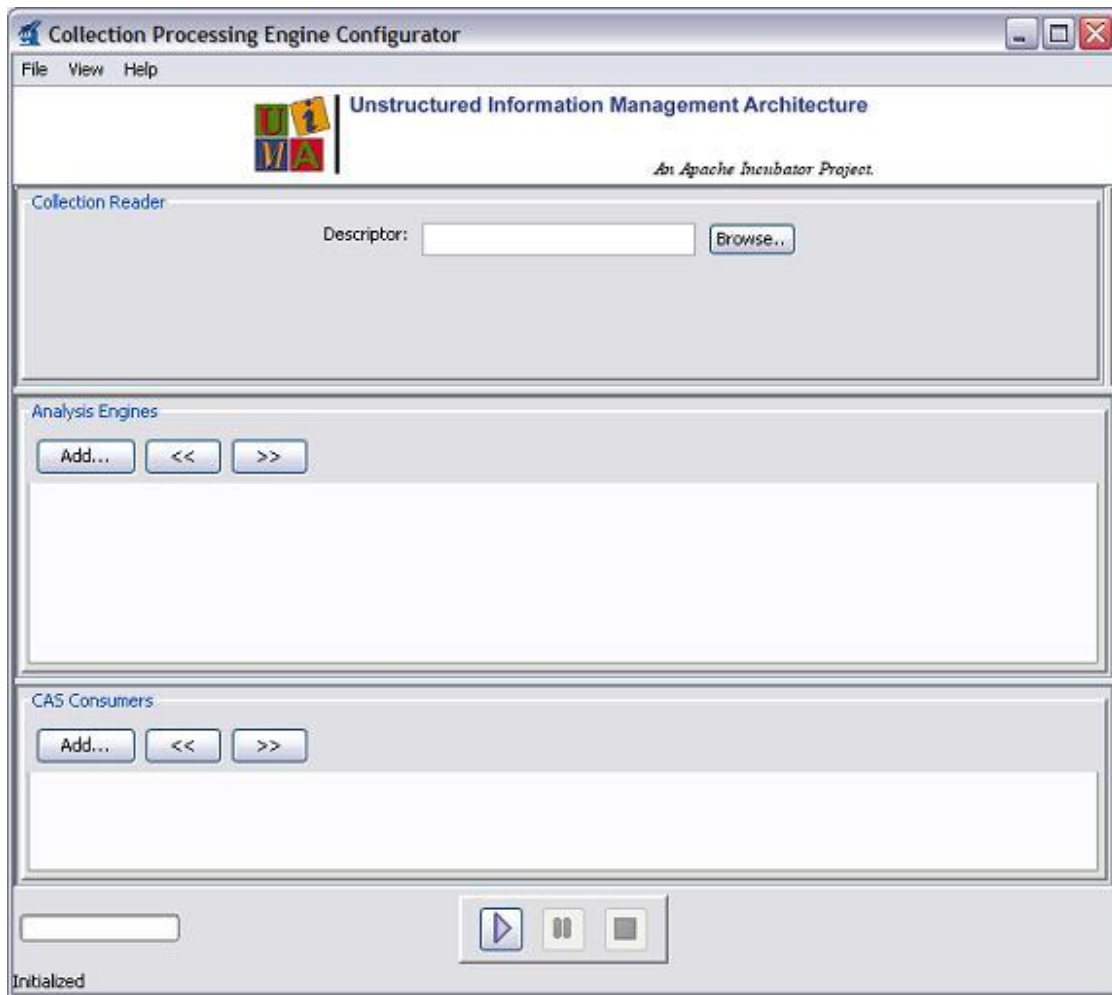 Collection Processing Engine Configurator
File View Help
UiMA
Unstructured Information Management Architecture
An Apache Incubator Project.
Collection Reader
Descriptor:
Browse..
Analysis Engines
Add... << >>
CAS Consumers
Add... << >>
Initialized